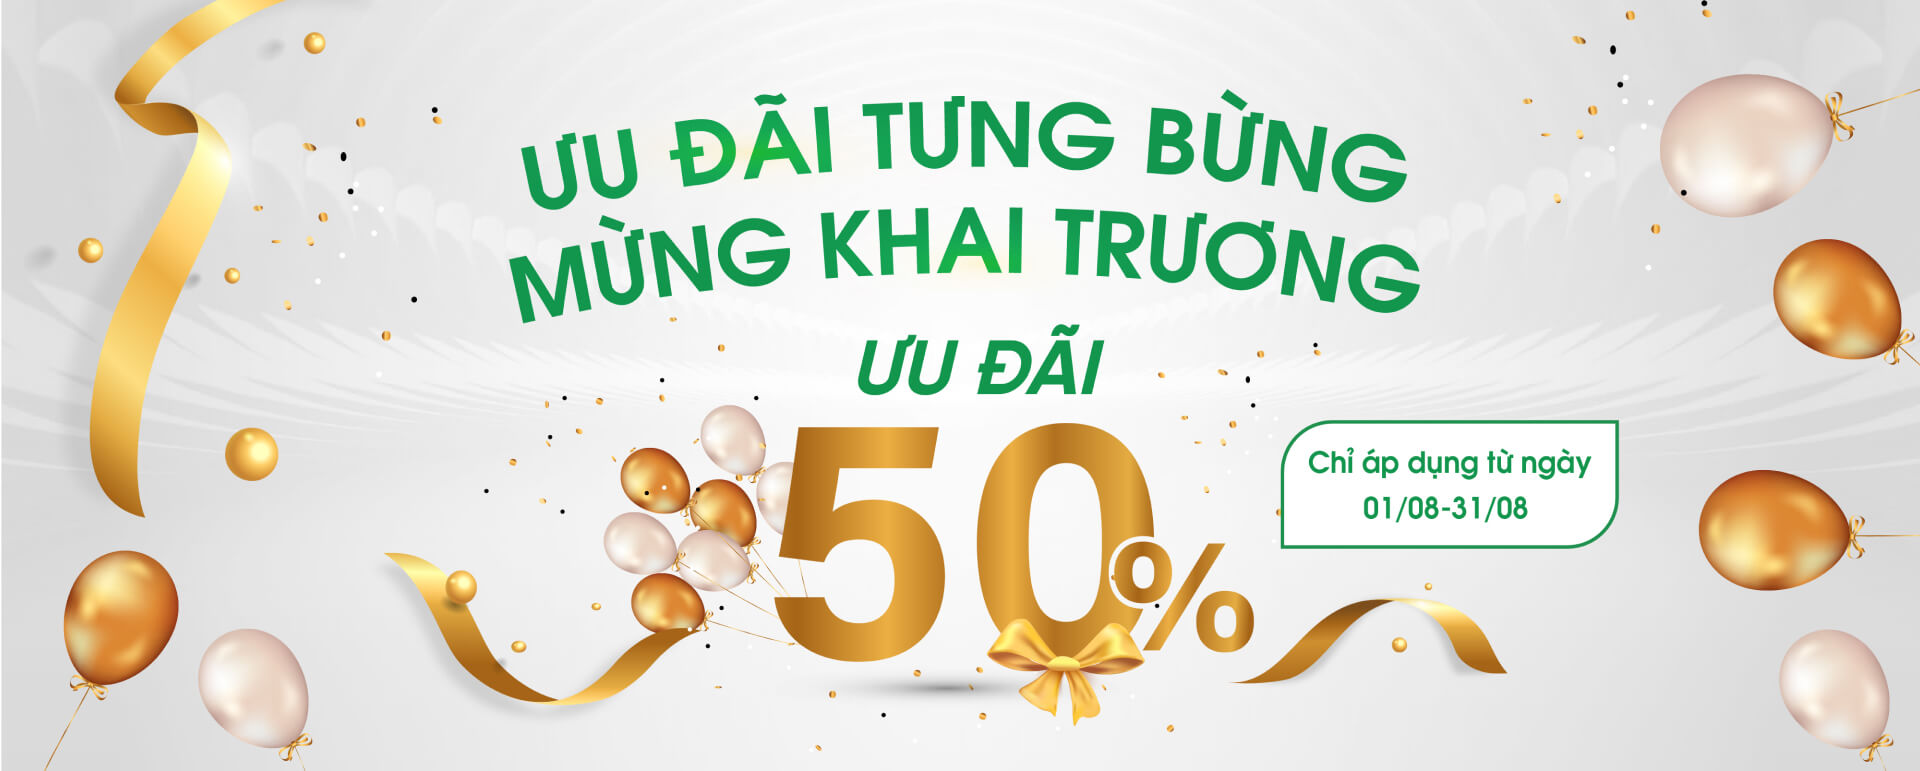 ƯU ĐÃI TƯNG BỪNG
MỪNG KHAI TRƯƠNG
ƯU ĐÃI
50%
Chỉ áp dụng từ ngày
01/08-31/08